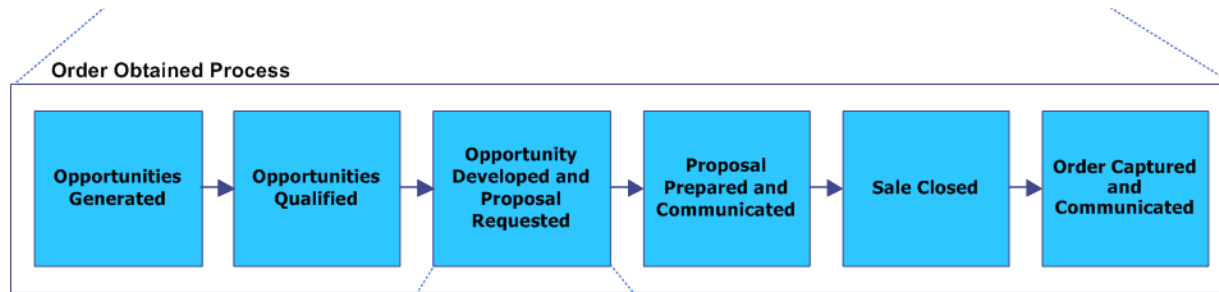 Order Obtained Process
Opportunities
Generated
Opportunities
Qualified
Opportunity
Developed and
Proposal
Requested
Proposal
Prepared and
Communicated
Sale Closed
Order Captured
and
Communicated